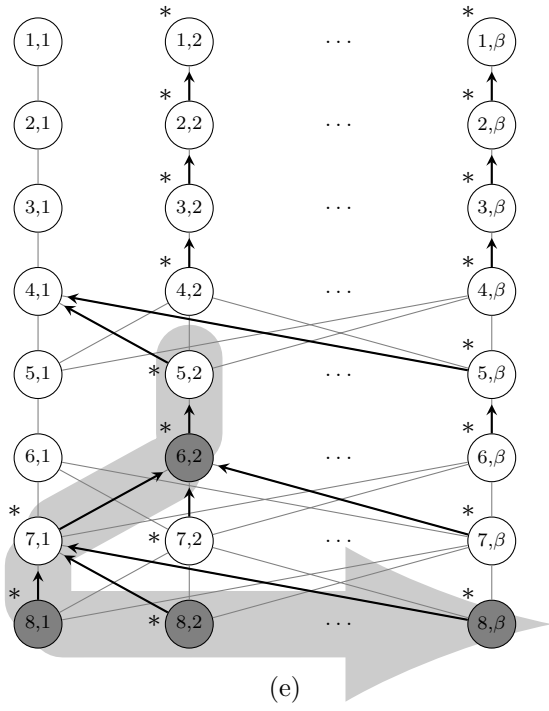 * *
1,1 1,2 ··· 1,β
* *
2,1 2,2 ··· 2,β
* *
3,1 3,2 ··· 3,β
* *
4,1 4,2 ··· 4,β
*
5,1 * 5,2 ··· 5,β
* *
6,1 6,2 ··· 6,β
* *
7,1 * 7,2 ··· 7,β
* *
8,1 * 8,2 ··· 8,β
(e)